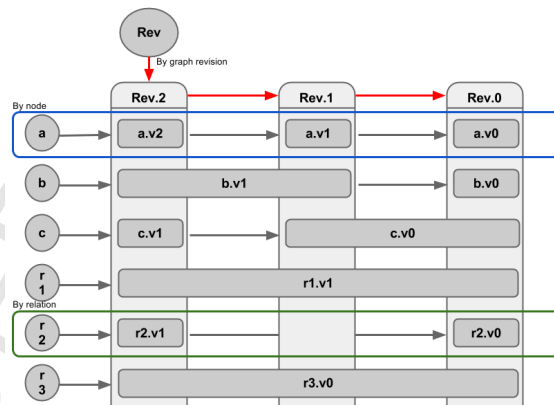 Rev
By graph revision
Rev.2 Rev.1 Rev.0
By node
a a.v2 a.v1 a.v0
b b.v1 b.v0
c c.v1 c.v0
r
1 r1.v1
By relation
r
2 r2.v1 r2.v0
r
3 r3.v0